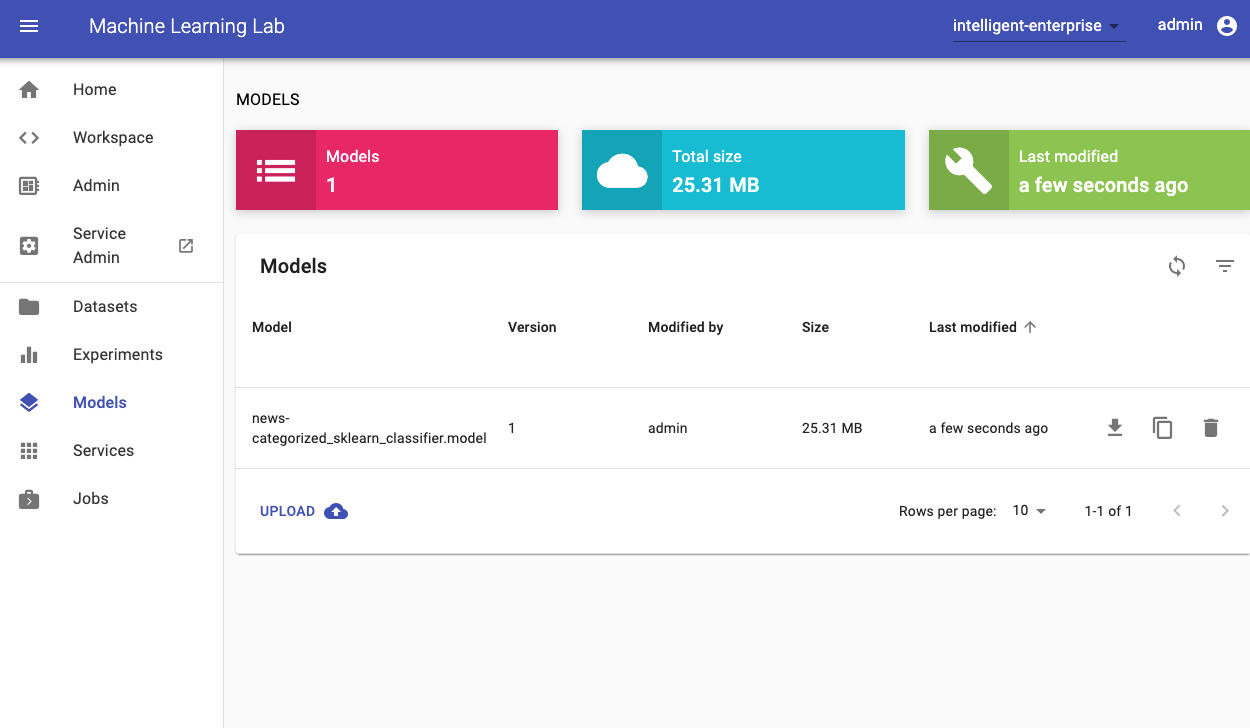 Machine Learning Lab
intelligent-enterprise
admin
Home
Workspace
Admin
Service
Admin
Datasets
Experiments
Models
Services
Jobs
MODELS
Models
1
Total size
25.31 MB
Last modified
a few seconds ago
Models
Model Version Modified by Size Last modified
news-
categorized_sklearn_classifier.model
1 admin 25.31 MB a few seconds ago
UPLOAD
Rows per page: 10 1-1 of 1